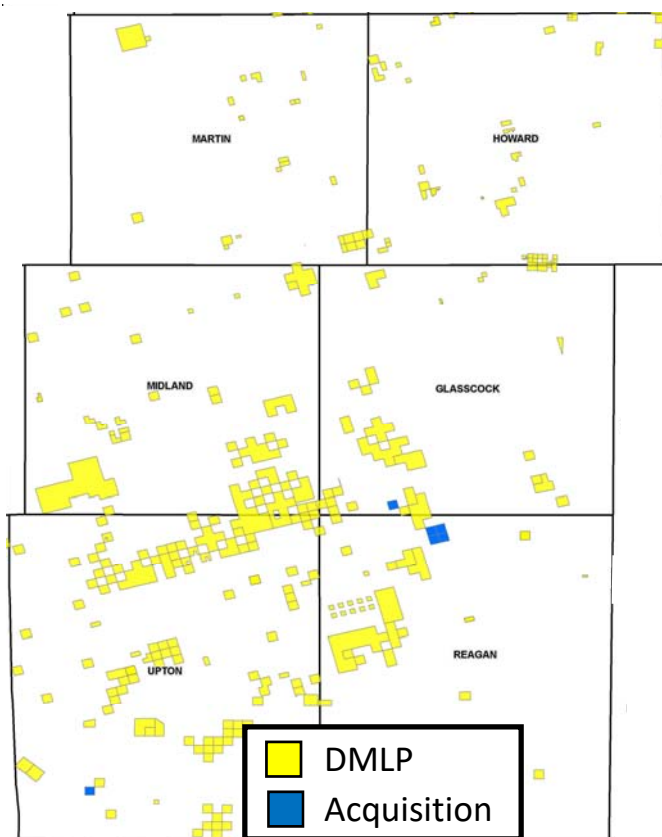 MARTIN
HOWARD
MIDLAND
GLASSCOCK
UPTON
REAGAN
DMLP
Acquisition